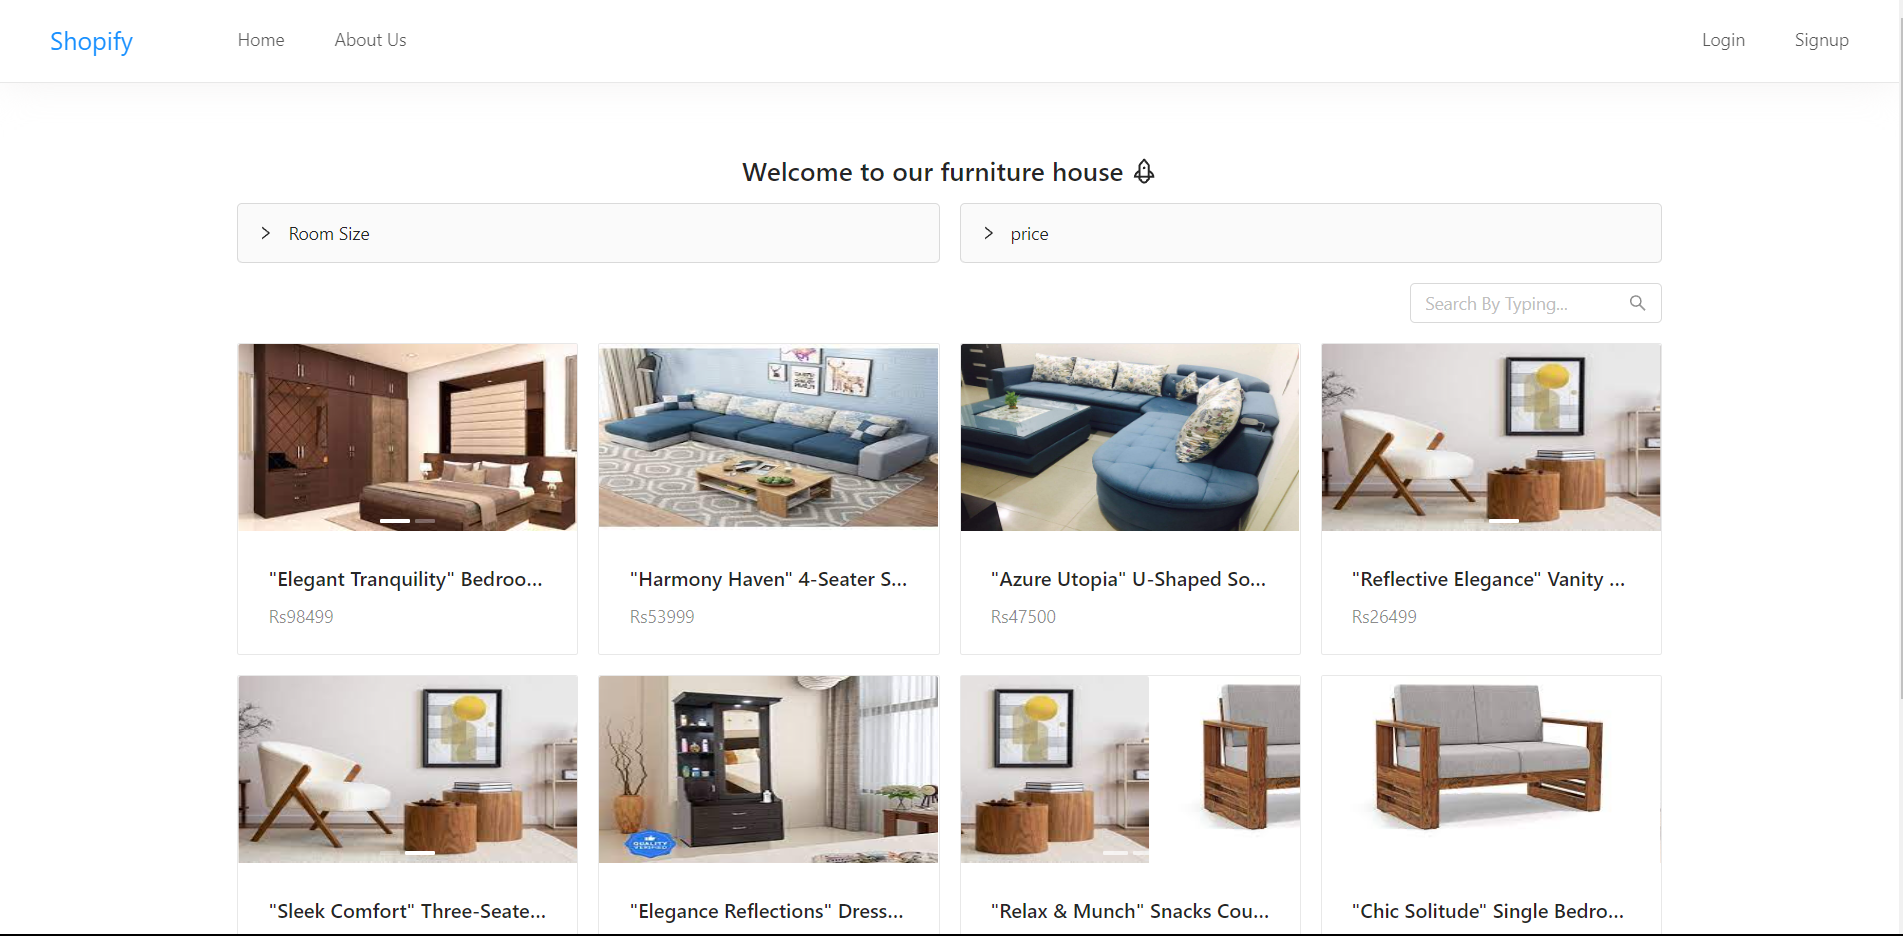 Shopify
Home
About Us
Login
Signup
Welcome to our furniture house
Room Size
price
Search By Typing...
"Elegant Tranquility" Bedroo...
Rs98499
"Harmony Haven" 4-Seater S...
Rs53999
"Azure Utopia" U-Shaped So...
Rs47500
"Reflective Elegance" Vanity ...
Rs26499
QUALITY
VERIFIED
"Sleek Comfort" Three-Seate...
"Elegance Reflections" Dress...
"Relax & Munch" Snacks Cou...
"Chic Solitude" Single Bedro...